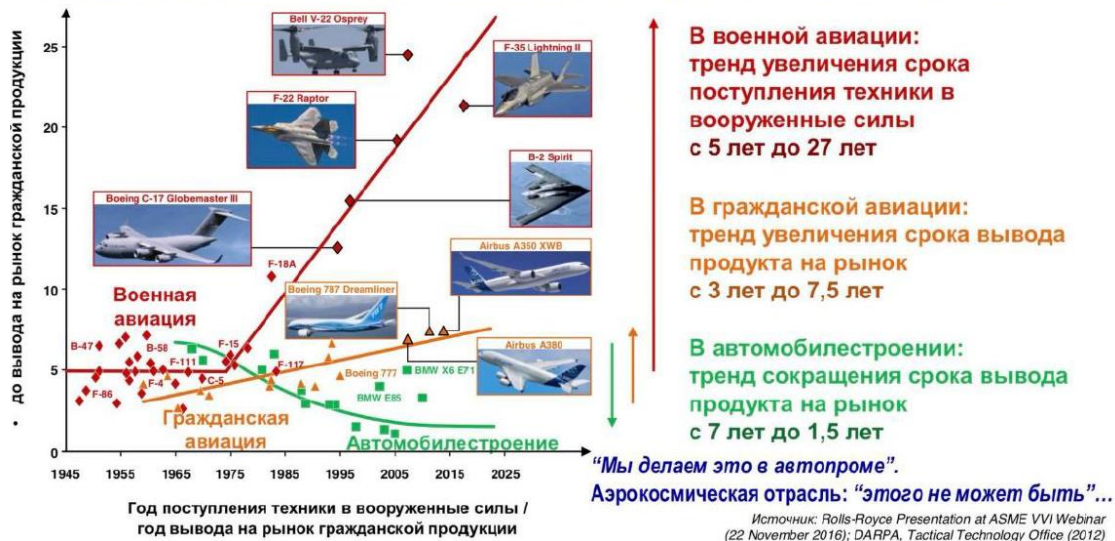 до вывода на рынок гражданской продукции
25
20
15
10
5
0
1945
1955
1965
1975
1985
1995
2005
2015
2025
Bell V-22 Osprey
F-35 Lightning II
F-22 Raptor
B-2 Spirit
Boeing C-17 Globemaster III
F-18A
Airbus A350 XWB
Boeing 787 Dreamliner
Airbus A380
Военная
авиация
B-47
B-58
F-15
F-111
F-117
F-4
C-5
F-86
Boeing 777
BMW X6 E71
BMW E85
Гражданская
авиация
Автомобилестроение
Год поступления техники в вооруженные силы /
год вывода на рынок гражданской продукции
В военной авиации:
тренд увеличения срока
поступления техники в
вооруженные силы
с 5 лет до 27 лет
В гражданской авиации:
тренд увеличения срока вывода
продукта на рынок
с 3 лет до 7,5 лет
В автомобилестроении:
тренд сокращения срока вывода
продукта на рынок
с 7 лет до 1,5 лет
“Мы делаем это в автопроме”.
Аэрокосмическая отрасль: “этого не может быть”...
Источник: Rolls-Royce Presentation at ASME VVI Webinar
(22 November 2016); DARPA, Tactical Technology Office (2012)